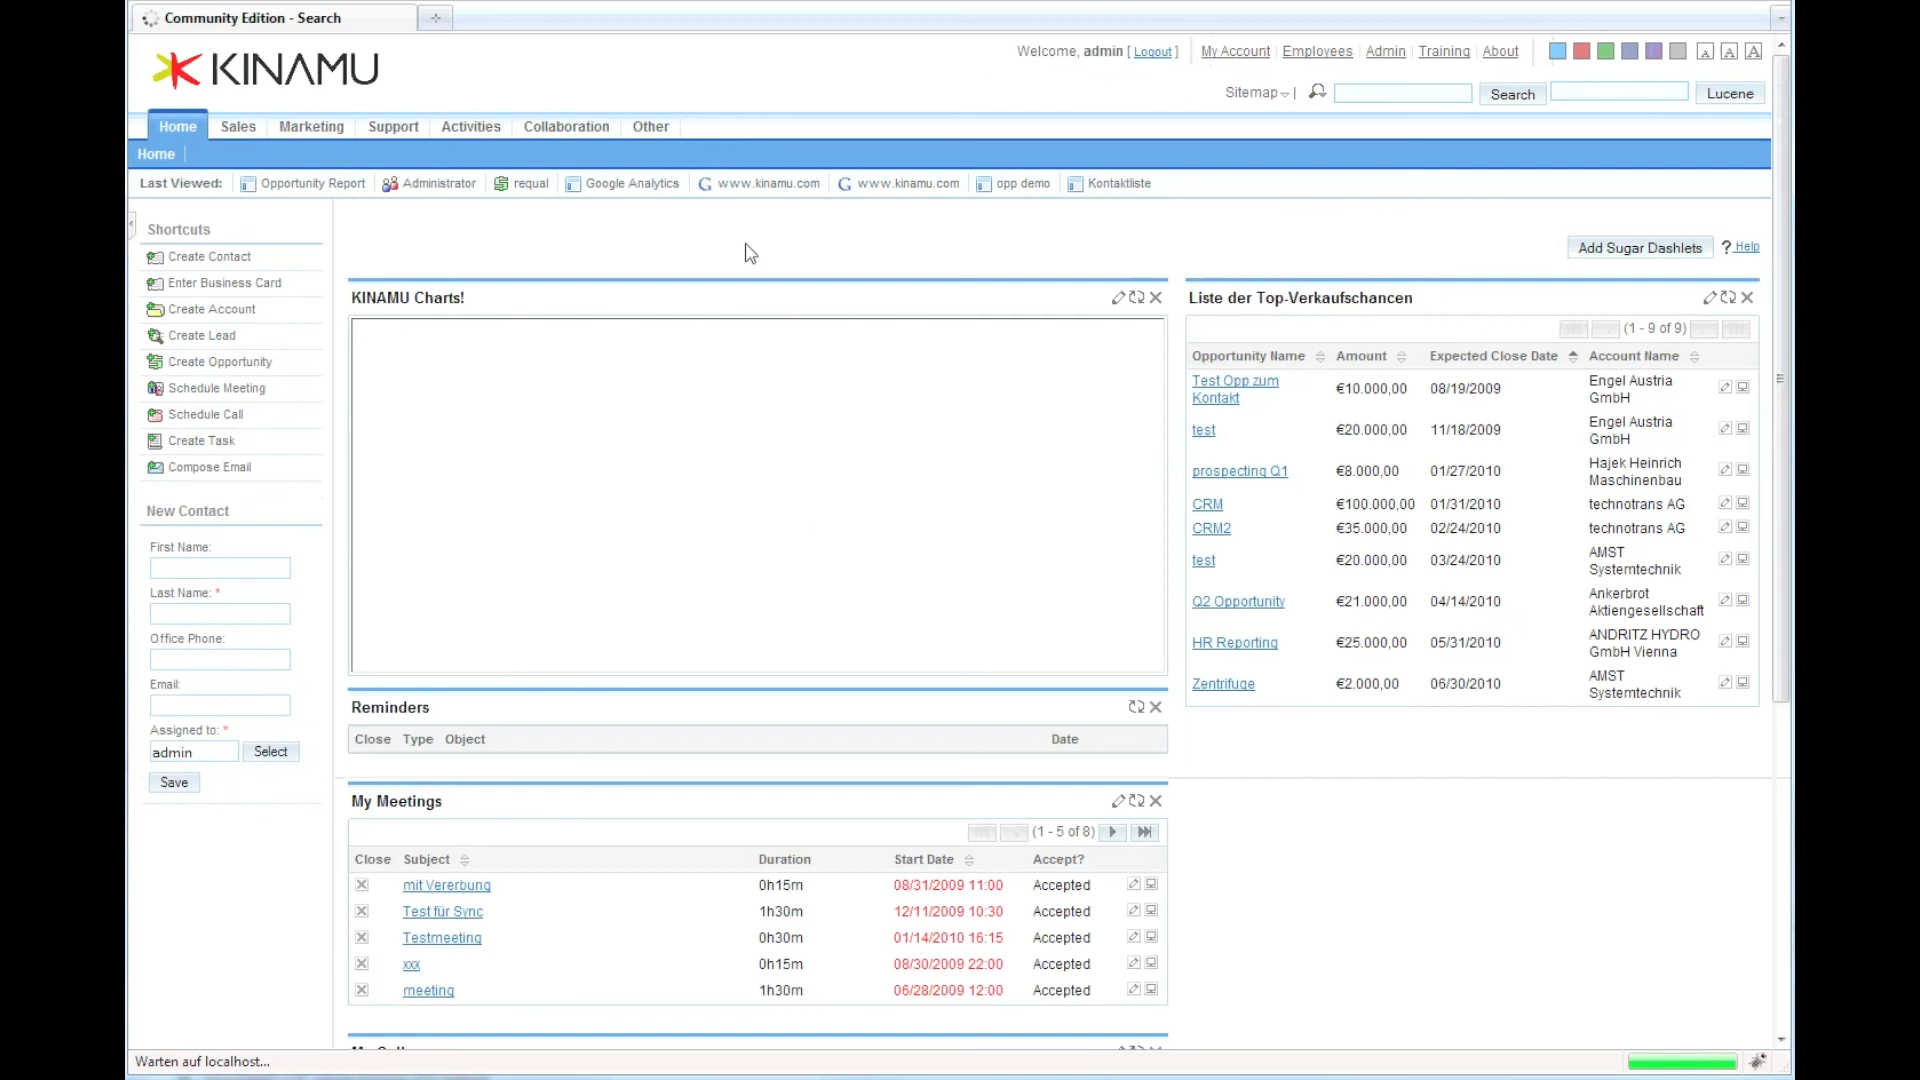 Community Edition - Search
KINAMU
Welcome, admin [ Logout ] My Account Employees Admin Training About A A A
Sitemap | Search Lucene
Home Sales Marketing Support Activities Collaboration Other
Home
Last Viewed: Opportunity Report Administrator requal Google Analytics www.kinamu.com www.kinamu.com opp demo Kontaktliste
Shortcuts
Create Contact
Enter Business Card
Create Account
Create Lead
Create Opportunity
Schedule Meeting
Schedule Call
Create Task
Compose Email
New Contact
First Name:
Last Name: *
Office Phone:
Email:
Assigned to: *
admin Select
Save
Add Sugar Dashlets ? Help
KINAMU Charts!
Reminders
Close Type Object Date
My Meetings
(1 - 5 of 8)
Close Subject Duration Start Date Accept?
mit Vererbung 0h15m 08/31/2009 11:00 Accepted
Test für Sync 1h30m 12/11/2009 10:30 Accepted
Testmeeting 0h30m 01/14/2010 16:15 Accepted
xxx 0h15m 08/30/2009 22:00 Accepted
meeting 1h30m 06/28/2009 12:00 Accepted
Liste der Top-Verkaufschancen
(1 - 9 of 9)
Opportunity Name Amount Expected Close Date Account Name
Test Opp zum Kontakt €10.000,00 08/19/2009 Engel Austria GmbH
test €20.000,00 11/18/2009 Engel Austria GmbH
prospecting Q1 €8.000,00 01/27/2010 Hajek Heinrich Maschinenbau
CRM €100.000,00 01/31/2010 technotrans AG
CRM2 €35.000,00 02/24/2010 technotrans AG
test €20.000,00 03/24/2010 AMST Systemtechnik
Q2 Opportunity €21.000,00 04/14/2010 Ankerbrot Aktiengesellschaft
HR Reporting €25.000,00 05/31/2010 ANDRITZ HYDRO GmbH Vienna
Zentrifuge €2.000,00 06/30/2010 AMST Systemtechnik
Warten auf localhost...